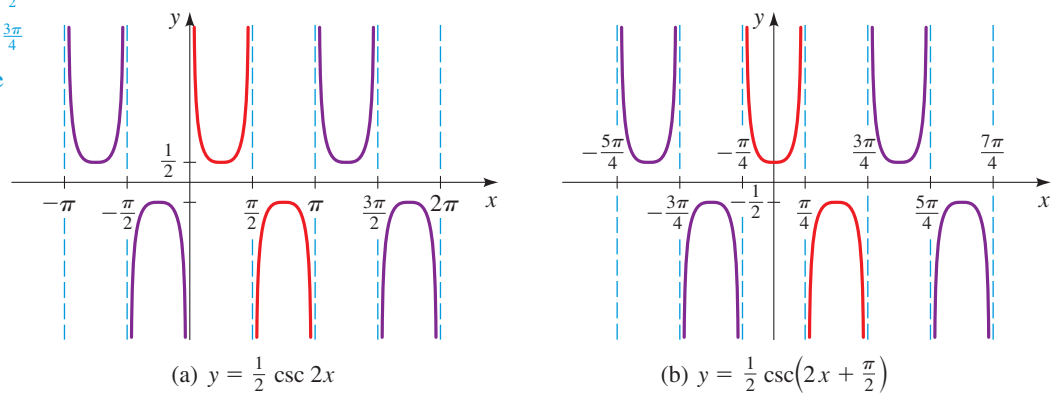 π/2
3π/4
e
y
1/2
-π -π/2 π/2 π 3π/2 2π x
(a) y = 1/2 csc 2x
y
-5π/4 -π/4 3π/4 7π/4
-3π/4 -1/2 π/4 5π/4 x
(b) y = 1/2 csc(2x + π/2)